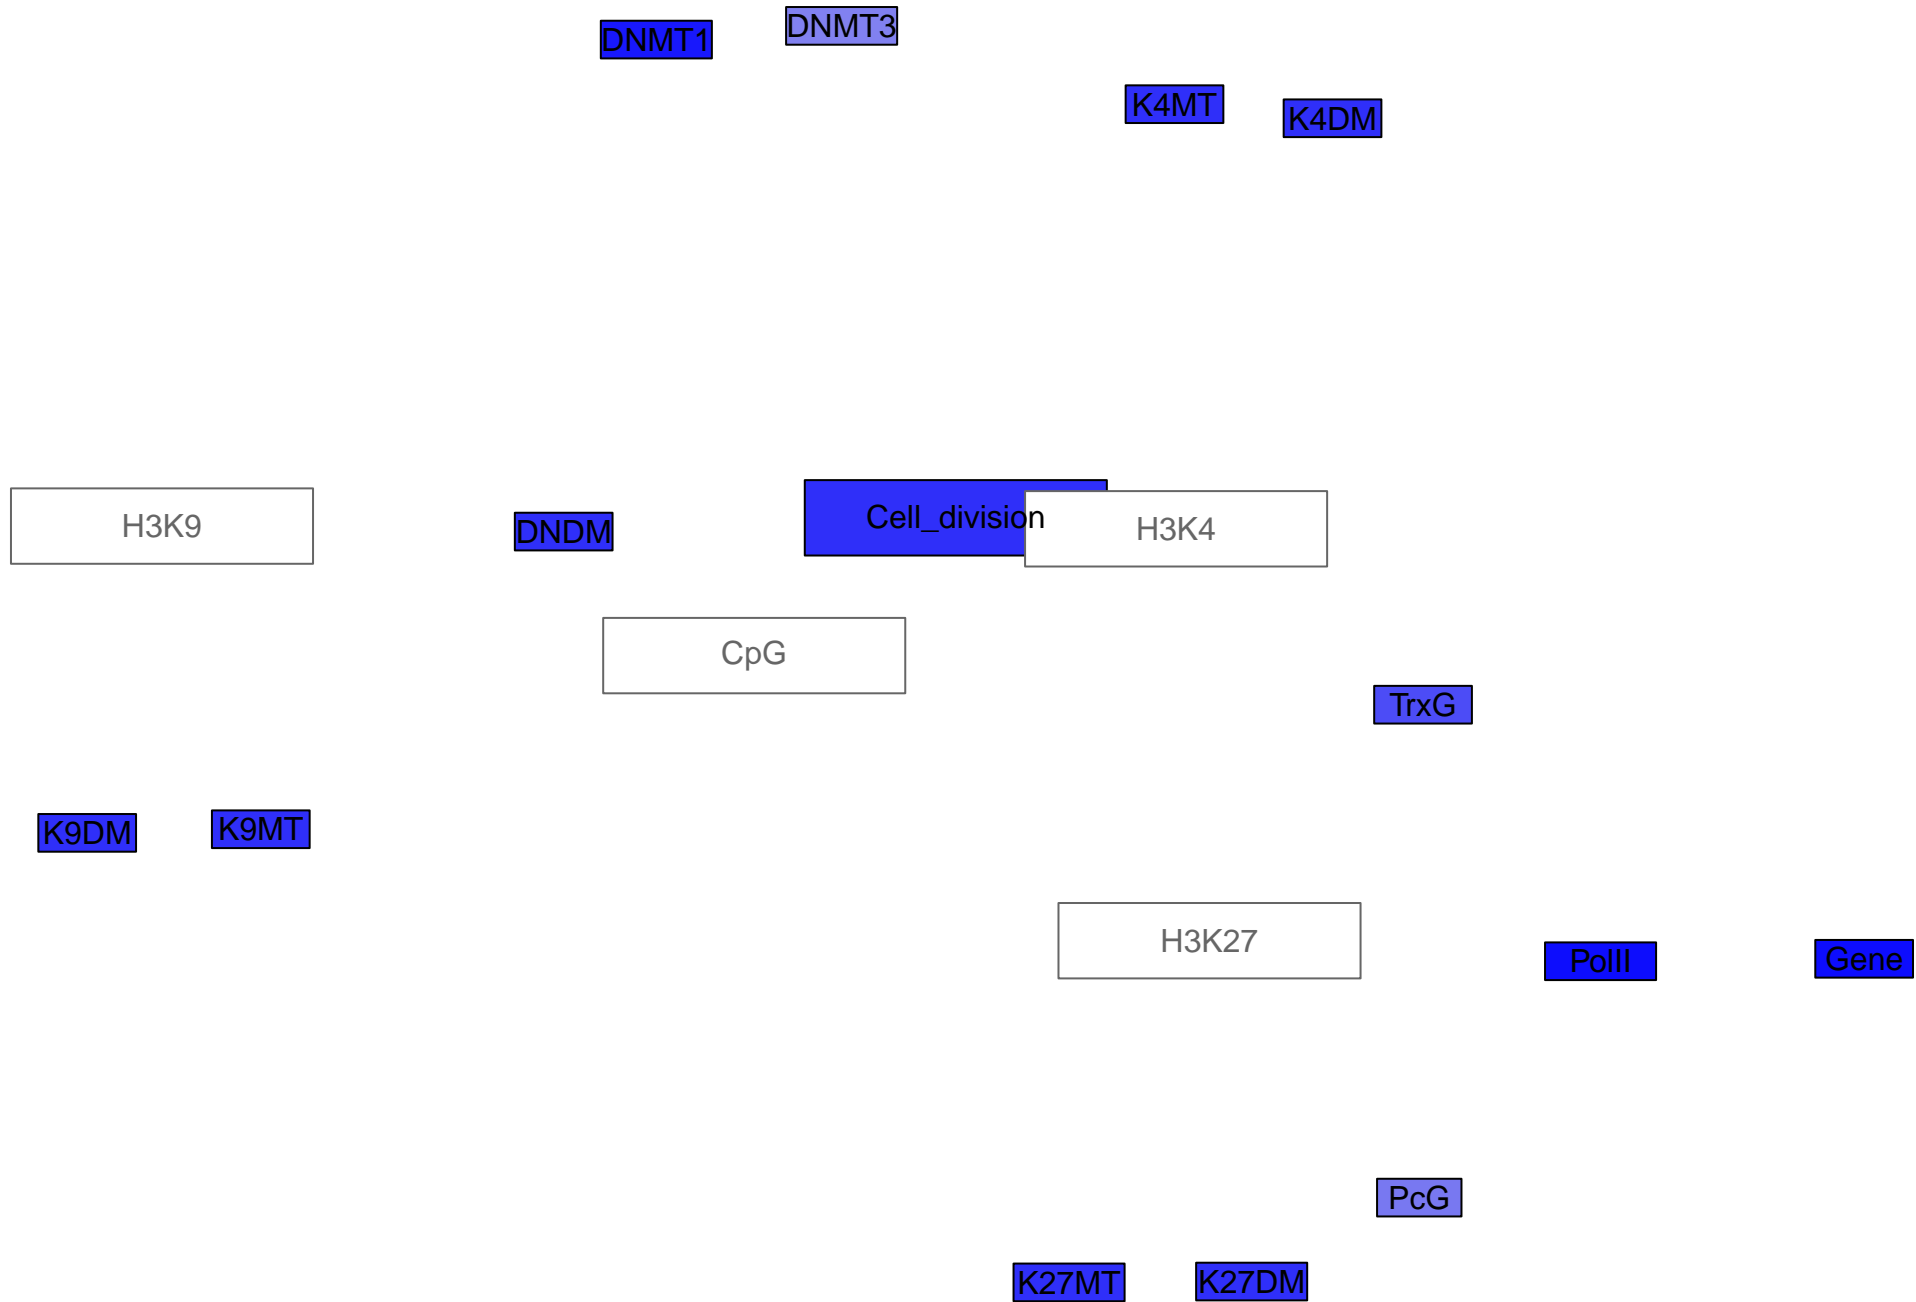 DNMT1
DNMT3
K4MT
K4DM
H3K9
DNDM
Cell_division
H3K4
CpG
TrxG
K9DM
K9MT
H3K27
PolII
Gene
PcG
K27MT
K27DM